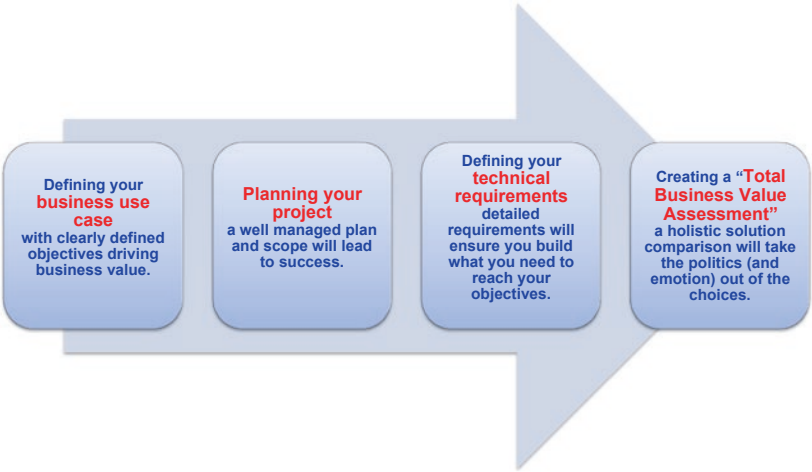 Defining your
business use
case
with clearly defined
objectives driving
business value.
Planning your
project
a well managed plan
and scope will lead
to success.
Defining your
technical
requirements
detailed
requirements will
ensure you build
what you need to
reach your
objectives.
Creating a “Total
Business Value
Assessment”
a holistic solution
comparison will take
the politics (and
emotion) out of the
choices.